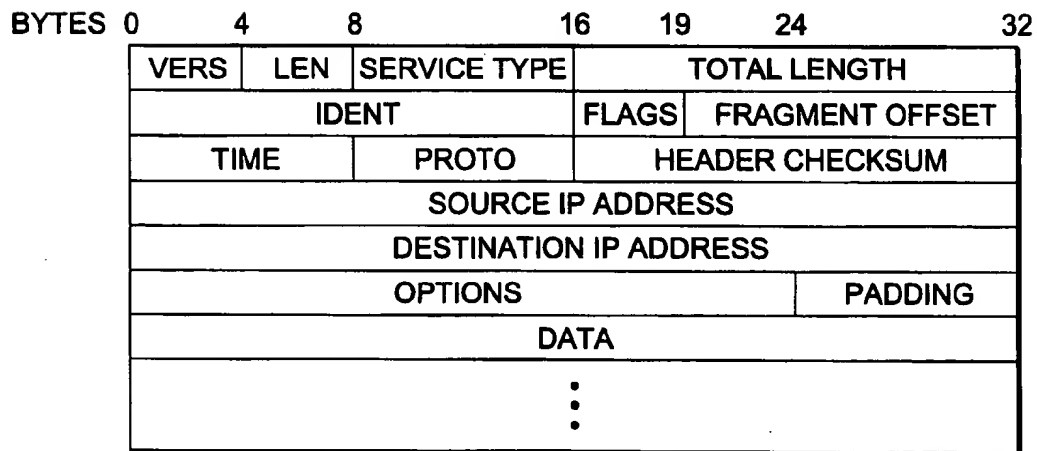 BYTES 0 4 8 16 19 24 32
VERS LEN SERVICE TYPE TOTAL LENGTH
IDENT FLAGS FRAGMENT OFFSET
TIME PROTO HEADER CHECKSUM
SOURCE IP ADDRESS
DESTINATION IP ADDRESS
OPTIONS PADDING
DATA